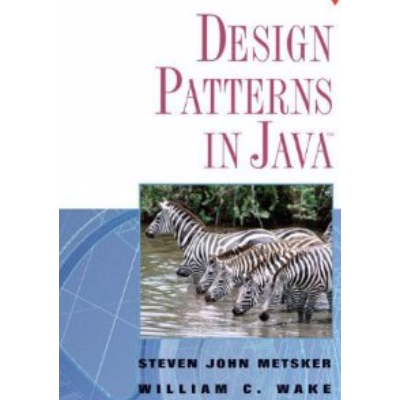 DESIGN
PATTERNS
IN JAVA™
STEVEN JOHN METSKER
WILLIAM C. WAKE